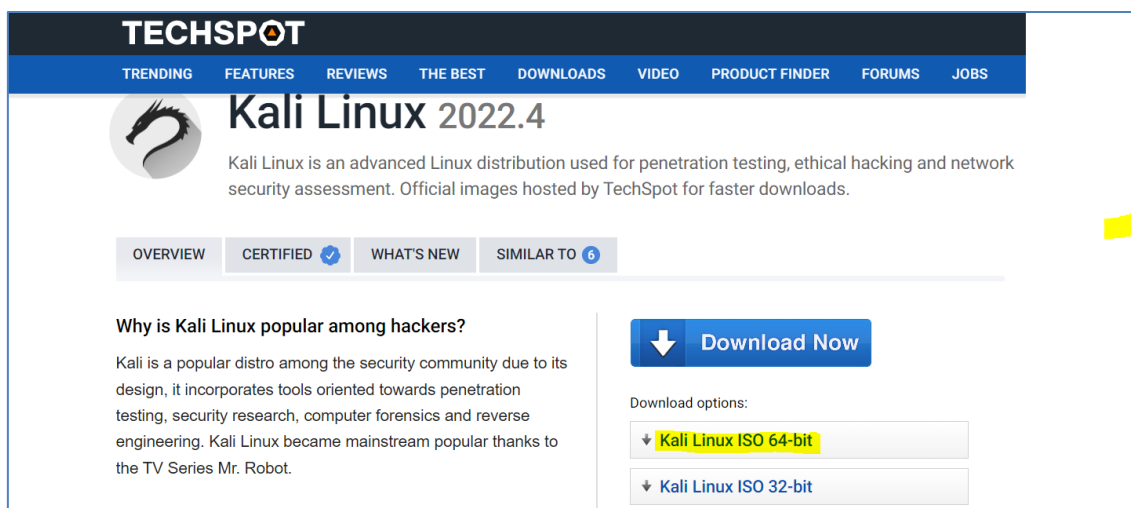 TECHSPOT
TRENDING FEATURES REVIEWS THE BEST DOWNLOADS VIDEO PRODUCT FINDER FORUMS JOBS
Kali Linux 2022.4
Kali Linux is an advanced Linux distribution used for penetration testing, ethical hacking and network
security assessment. Official images hosted by TechSpot for faster downloads.
OVERVIEW CERTIFIED WHAT'S NEW SIMILAR TO 6
Why is Kali Linux popular among hackers?
Kali is a popular distro among the security community due to its
design, it incorporates tools oriented towards penetration
testing, security research, computer forensics and reverse
engineering. Kali Linux became mainstream popular thanks to
the TV Series Mr. Robot.
Download Now
Download options:
Kali Linux ISO 64-bit
Kali Linux ISO 32-bit